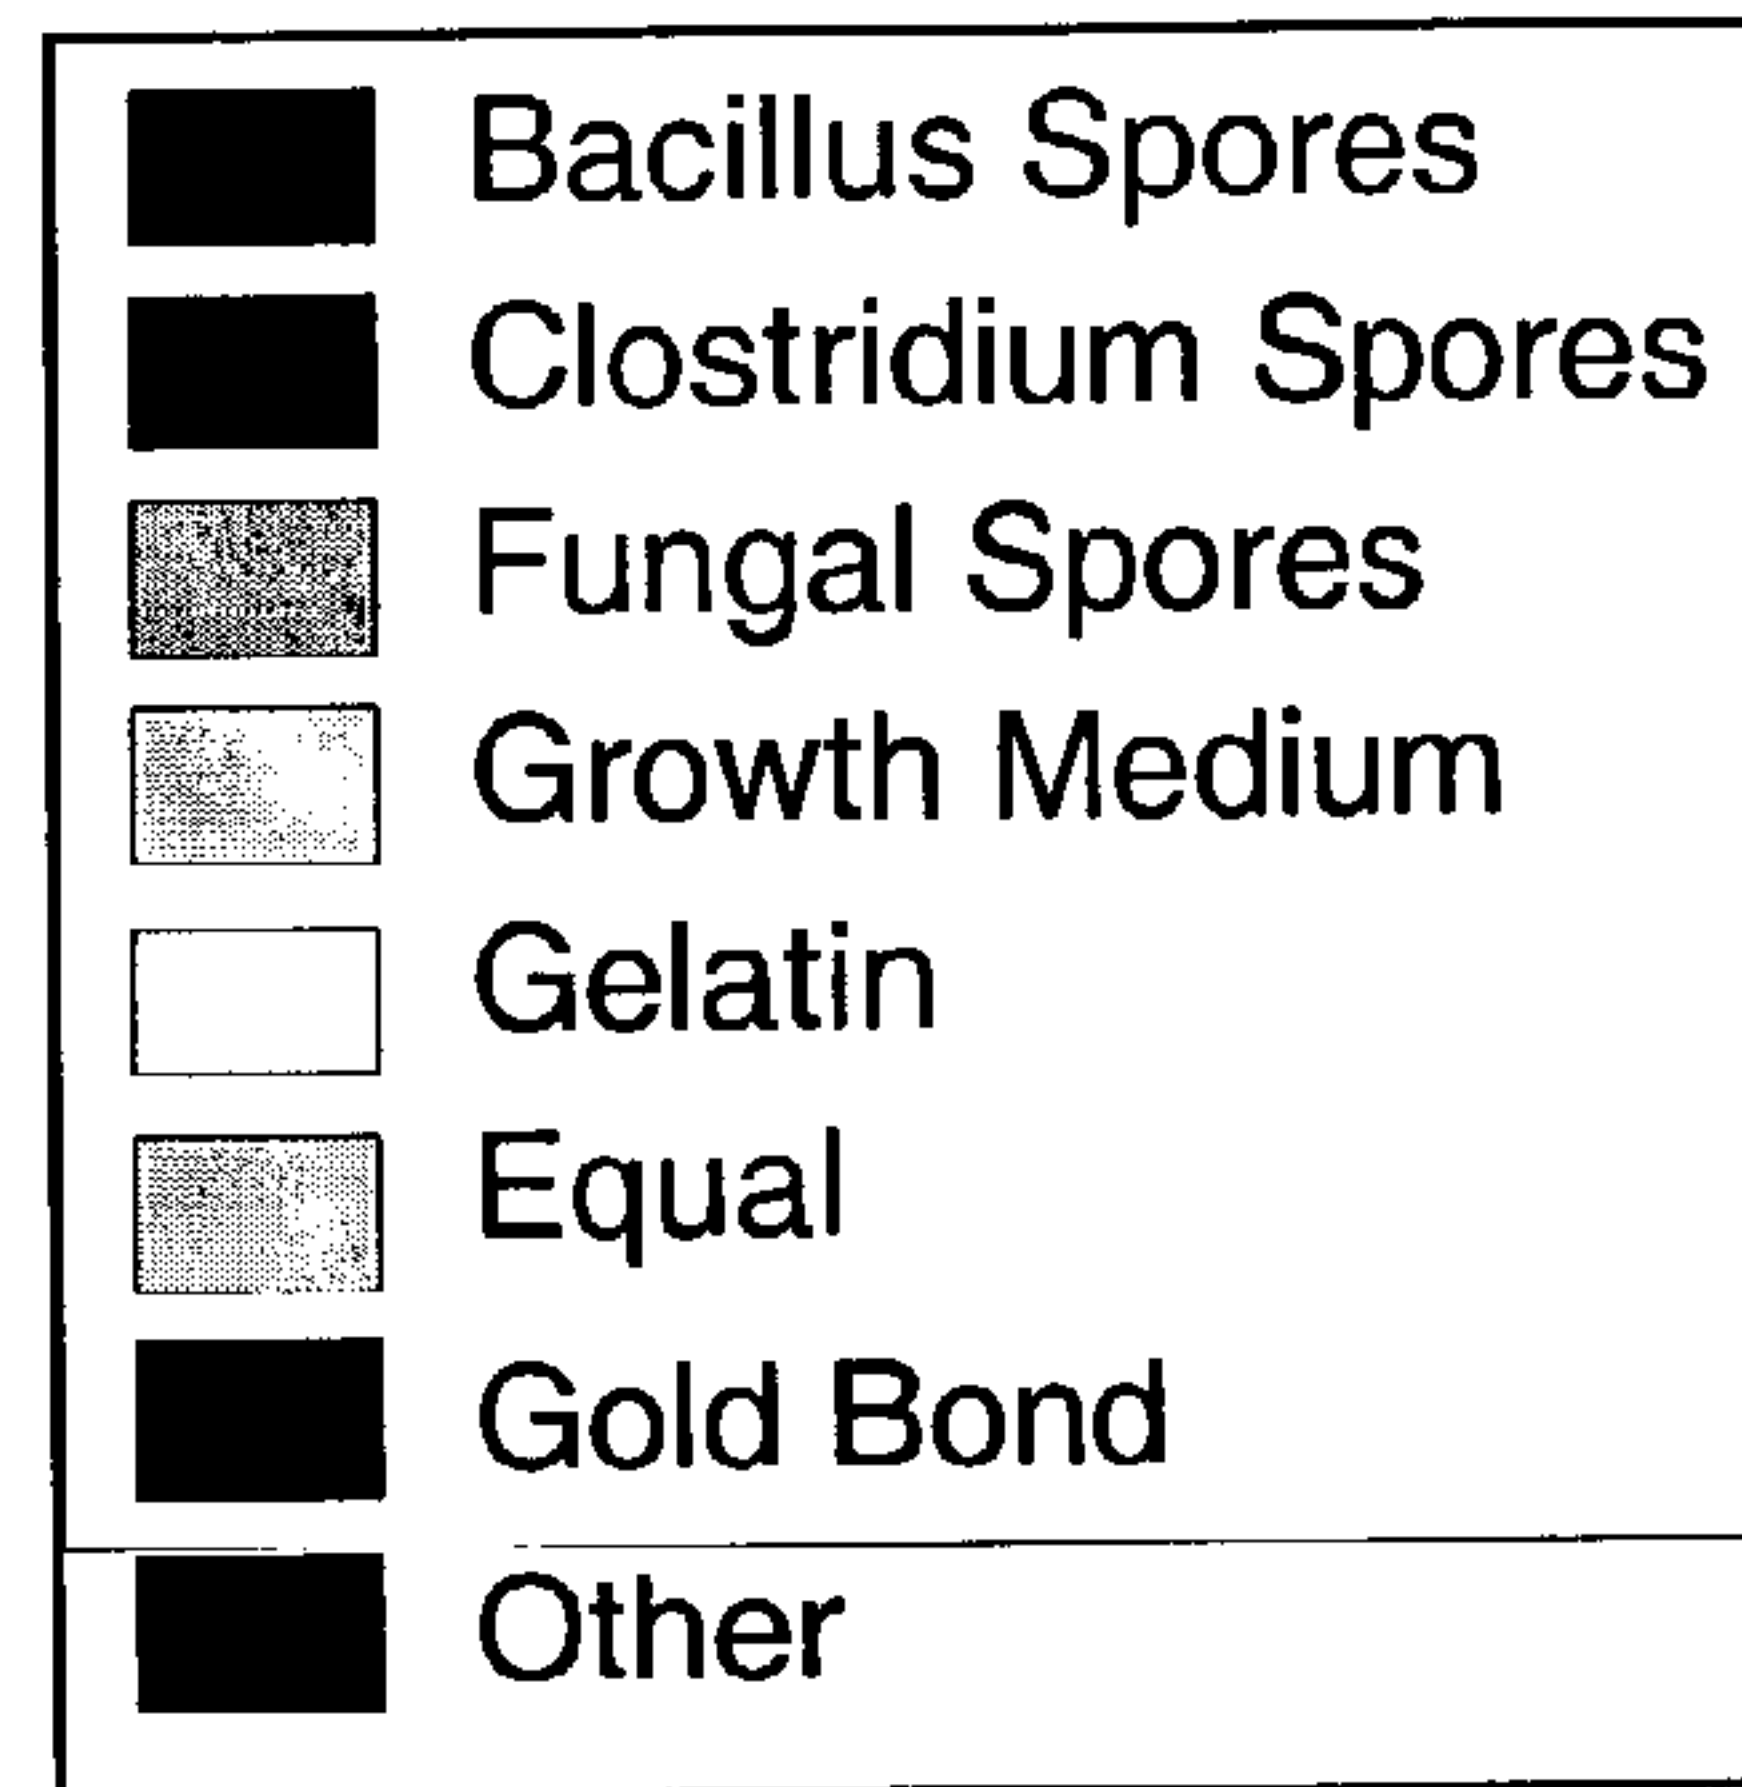 Bacillus Spores
Clostridium Spores
Fungal Spores
Growth Medium
Gelatin
Equal
Gold Bond
Other